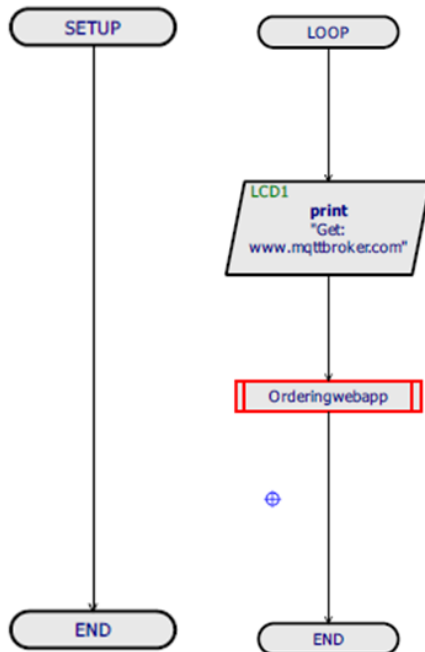 SETUP
LOOP
LCD1
print
"Get:
www.mqttbroker.com"
Orderingwebapp
END
END